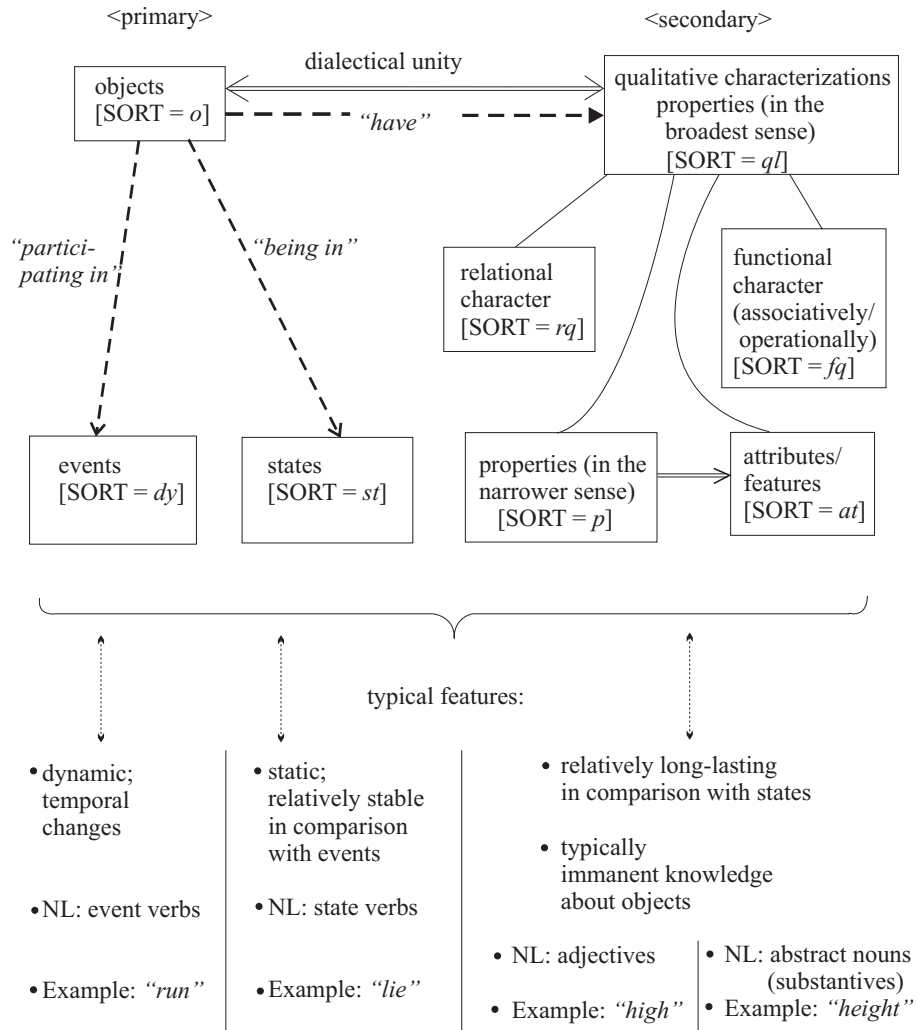 <primary>
<secondary>
objects
[SORT = o]
dialectical unity
“have”
qualitative characterizations
properties (in the
broadest sense)
[SORT = ql]
“partici-
pating in”
“being in”
relational
character
[SORT = rq]
functional
character
(associatively/
operationally)
[SORT = fq]
events
[SORT = dy]
states
[SORT = st]
properties (in the
narrower sense)
[SORT = p]
attributes/
features
[SORT = at]
typical features:
• dynamic;
temporal
changes
• NL: event verbs
• Example: “run”
• static;
relatively stable
in comparison
with events
• NL: state verbs
• Example: “lie”
• relatively long-lasting
in comparison with states
• typically
immanent knowledge
about objects
• NL: adjectives
• Example: “high”
• NL: abstract nouns
(substantives)
• Example: “height”